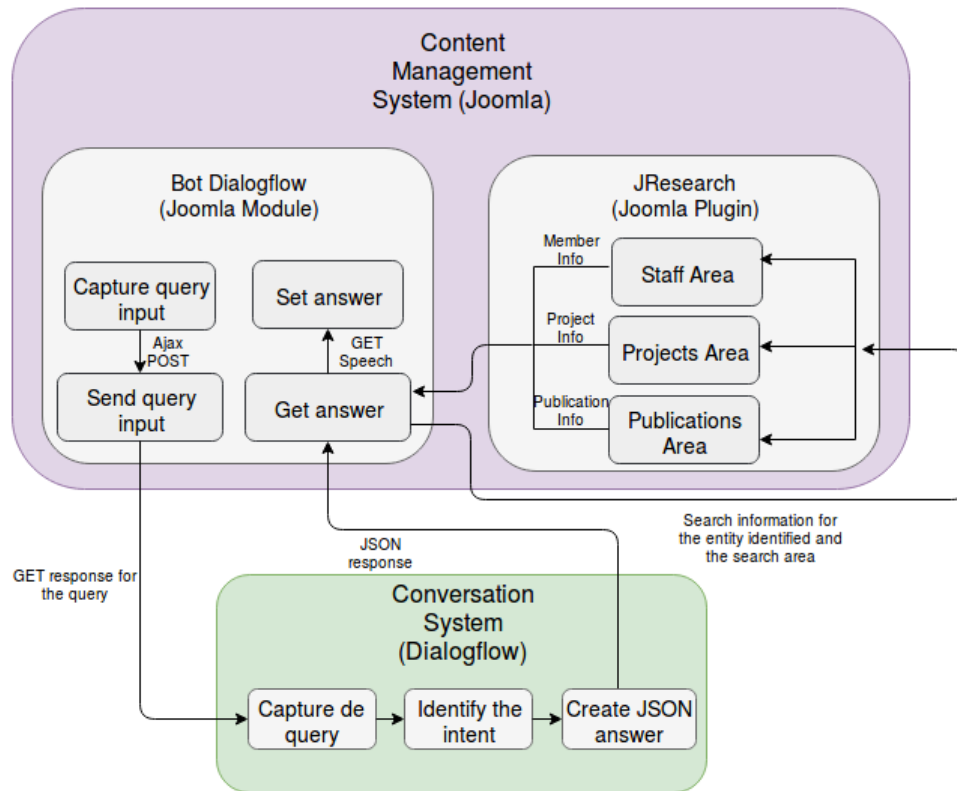 Content
Management
System (Joomla)
Bot Dialogflow
(Joomla Module)
Capture query
input
Ajax
POST
Send query
input
Set answer
GET
Speech
Get answer
JResearch
(Joomla Plugin)
Member
Info
Staff Area
Project
Info
Projects Area
Publication
Info
Publications
Area
Search information for
the entity identified and
the search area
JSON
response
GET response for
the query
Conversation
System
(Dialogflow)
Capture de
query
Identify the
intent
Create JSON
answer